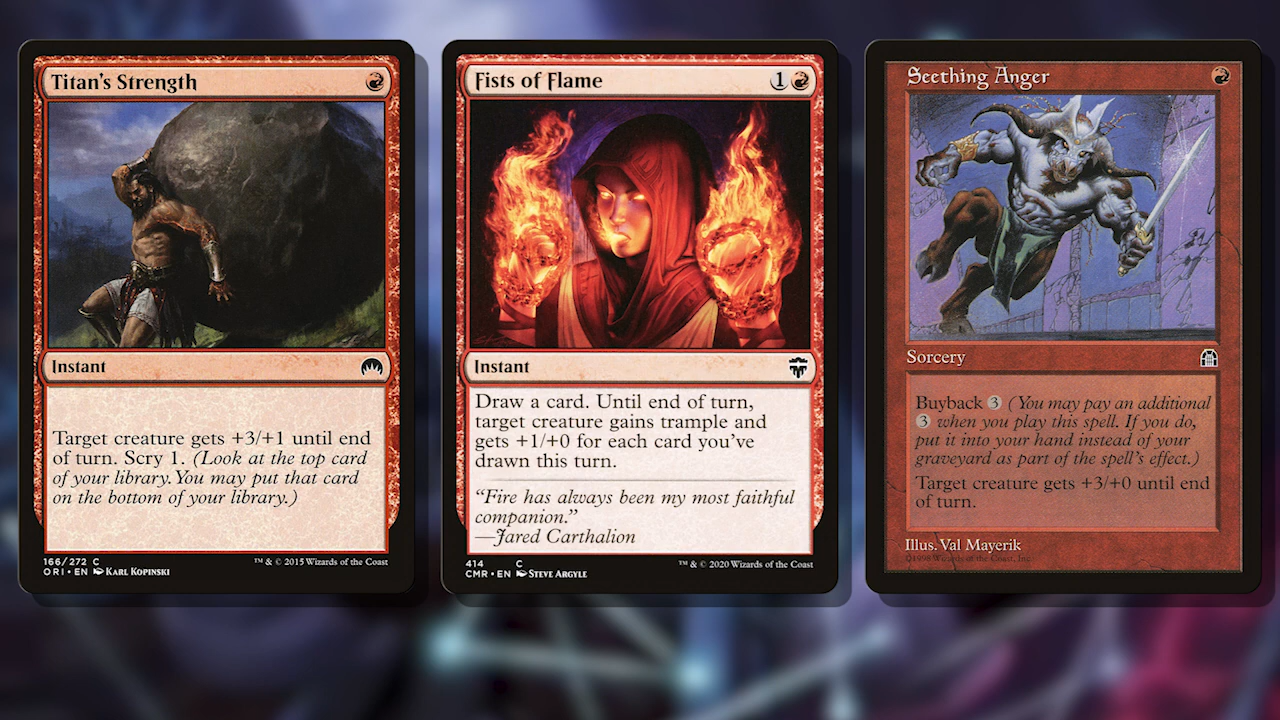 Titan's Strength
Instant
Target creature gets +3/+1 until end
of turn. Scry 1. (Look at the top card
of your library. You may put that card
on the bottom of your library.)
166/272 C
ORI • EN Karl Kopinski
™ & © 2015 Wizards of the Coast
Fists of Flame
1
Instant
Draw a card. Until end of turn,
target creature gains trample and
gets +1/+0 for each card you've
drawn this turn.
"Fire has always been my most faithful
companion."
—Jared Carthalion
414 C
CMR • EN Steve Argyle
™ & © 2020 Wizards of the Coast
Seething Anger
Sorcery
Buyback 3 (You may pay an additional
3 when you play this spell. If you do,
put it into your hand instead of your
graveyard as part of the spell's effect.)
Target creature gets +3/+0 until end
of turn.
Illus. Val Mayerik
©1998 Wizards of the Coast, Inc.